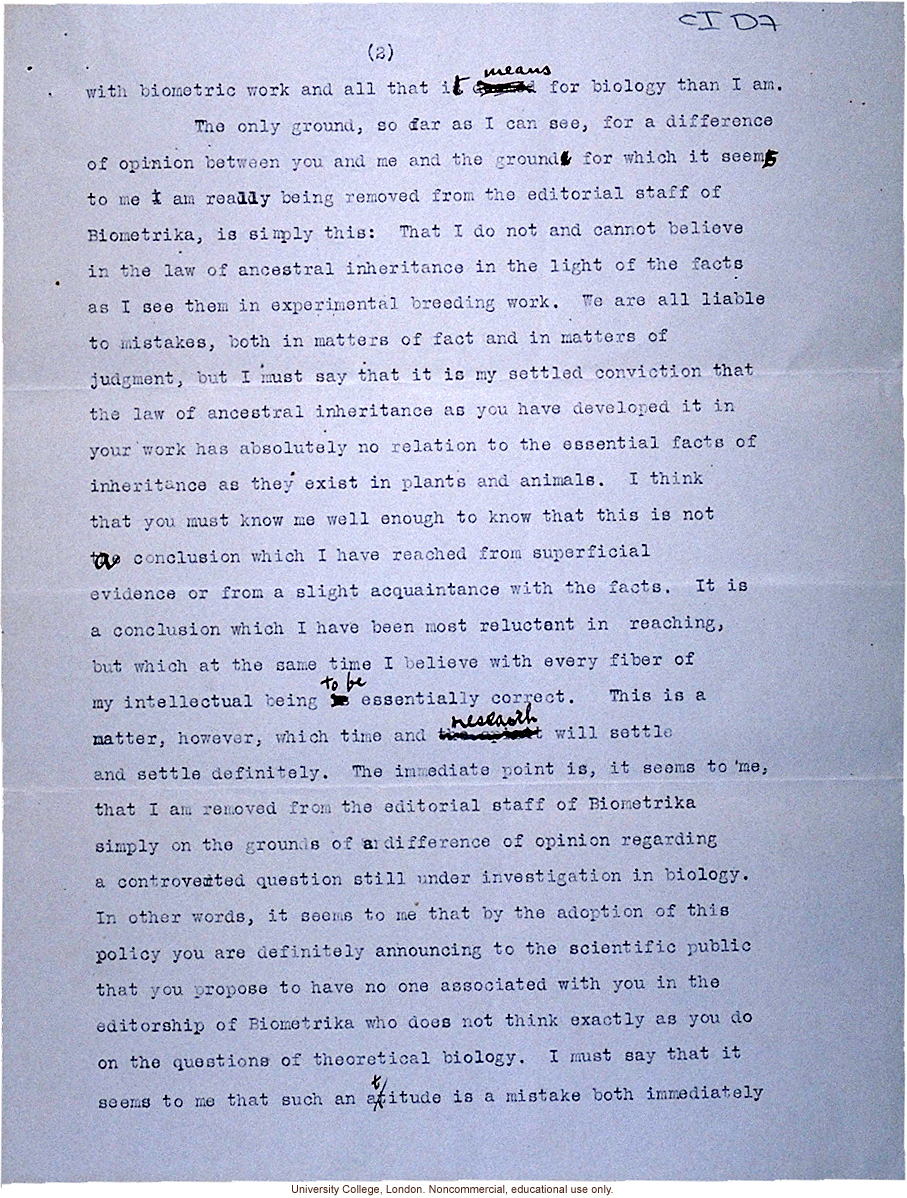 CID7
(2)
with biometric work and all that it means for biology than I am.
The only ground, so far as I can see, for a difference
of opinion between you and me and the ground for which it seems
to me I am really being removed from the editorial staff of
Biometrika, is simply this: That I do not and cannot believe
in the law of ancestral inheritance in the light of the facts
as I see them in experimental breeding work. We are all liable
to mistakes, both in matters of fact and in matters of
judgment, but I must say that it is my settled conviction that
the law of ancestral inheritance as you have developed it in
your work has absolutely no relation to the essential facts of
inheritance as they exist in plants and animals. I think
that you must know me well enough to know that this is not
a conclusion which I have reached from superficial
evidence or from a slight acquaintance with the facts. It is
a conclusion which I have been most reluctant in reaching,
but which at the same time I believe with every fiber of
my intellectual being to be essentially correct. This is a
matter, however, which time and research will settle
and settle definitely. The immediate point is, it seems to me,
that I am removed from the editorial staff of Biometrika
simply on the grounds of a difference of opinion regarding
a controverted question still under investigation in biology.
In other words, it seems to me that by the adoption of this
policy you are definitely announcing to the scientific public
that you propose to have no one associated with you in the
editorship of Biometrika who does not think exactly as you do
on the questions of theoretical biology. I must say that it
seems to me that such an attitude is a mistake both immediately
University College, London. Noncommercial, educational use only.